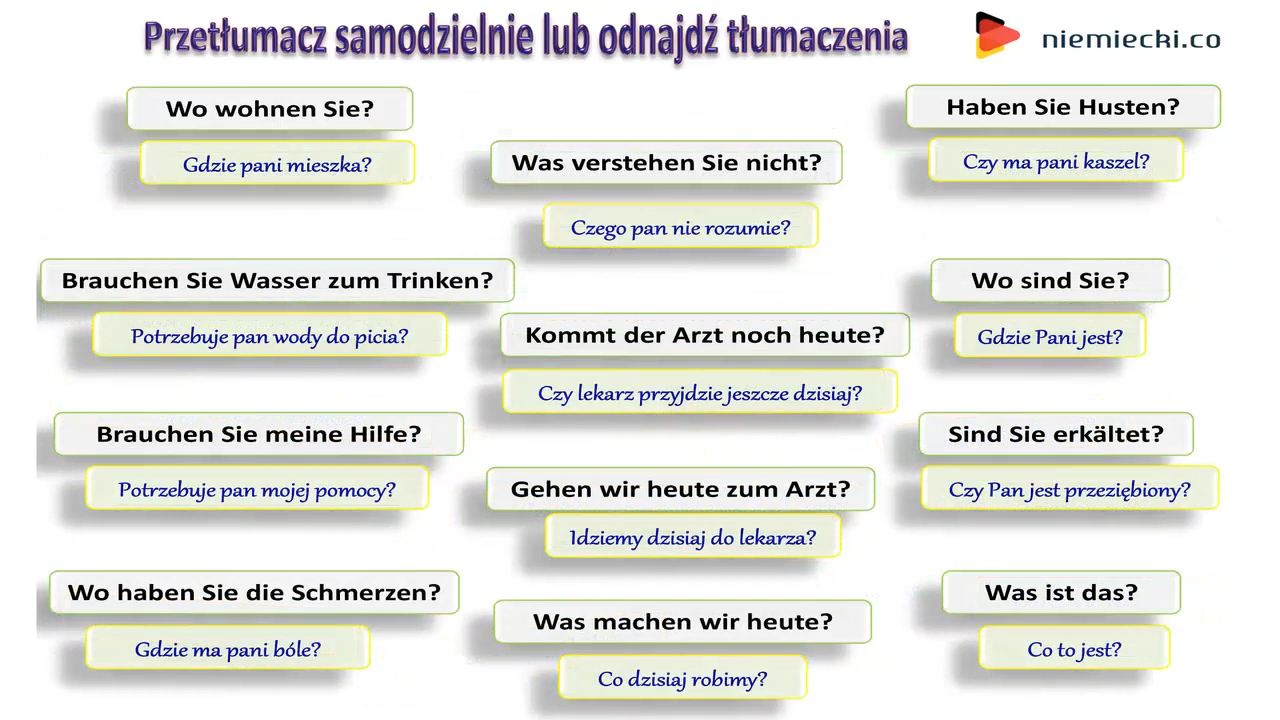 Przetłumacz samodzielnie lub odnajdź tłumaczenia
niemiecki.co
Wo wohnen Sie?
Gdzie pani mieszka?
Was verstehen Sie nicht?
Czego pan nie rozumie?
Haben Sie Husten?
Czy ma pani kaszel?
Brauchen Sie Wasser zum Trinken?
Potrzebuje pan wody do picia?
Kommt der Arzt noch heute?
Czy lekarz przyjdzie jeszcze dzisiaj?
Wo sind Sie?
Gdzie Pani jest?
Brauchen Sie meine Hilfe?
Potrzebuje pan mojej pomocy?
Gehen wir heute zum Arzt?
Idziemy dzisiaj do lekarza?
Sind Sie erkältet?
Czy Pan jest przeziębiony?
Wo haben Sie die Schmerzen?
Gdzie ma pani bóle?
Was machen wir heute?
Co dzisiaj robimy?
Was ist das?
Co to jest?